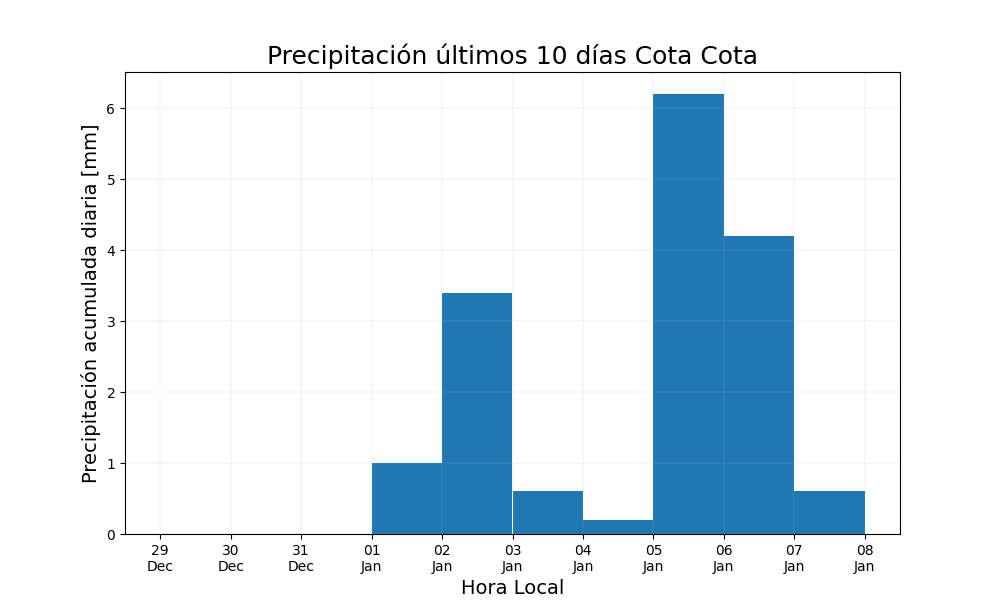 Precipitación últimos 10 días Cota Cota
Precipitación acumulada diaria [mm]
6
5
4
3
2
1
0
29 30 31 01 02 03 04 05 06 07 08
Dec Dec Dec Jan Jan Jan Jan Jan Jan Jan Jan
Hora Local